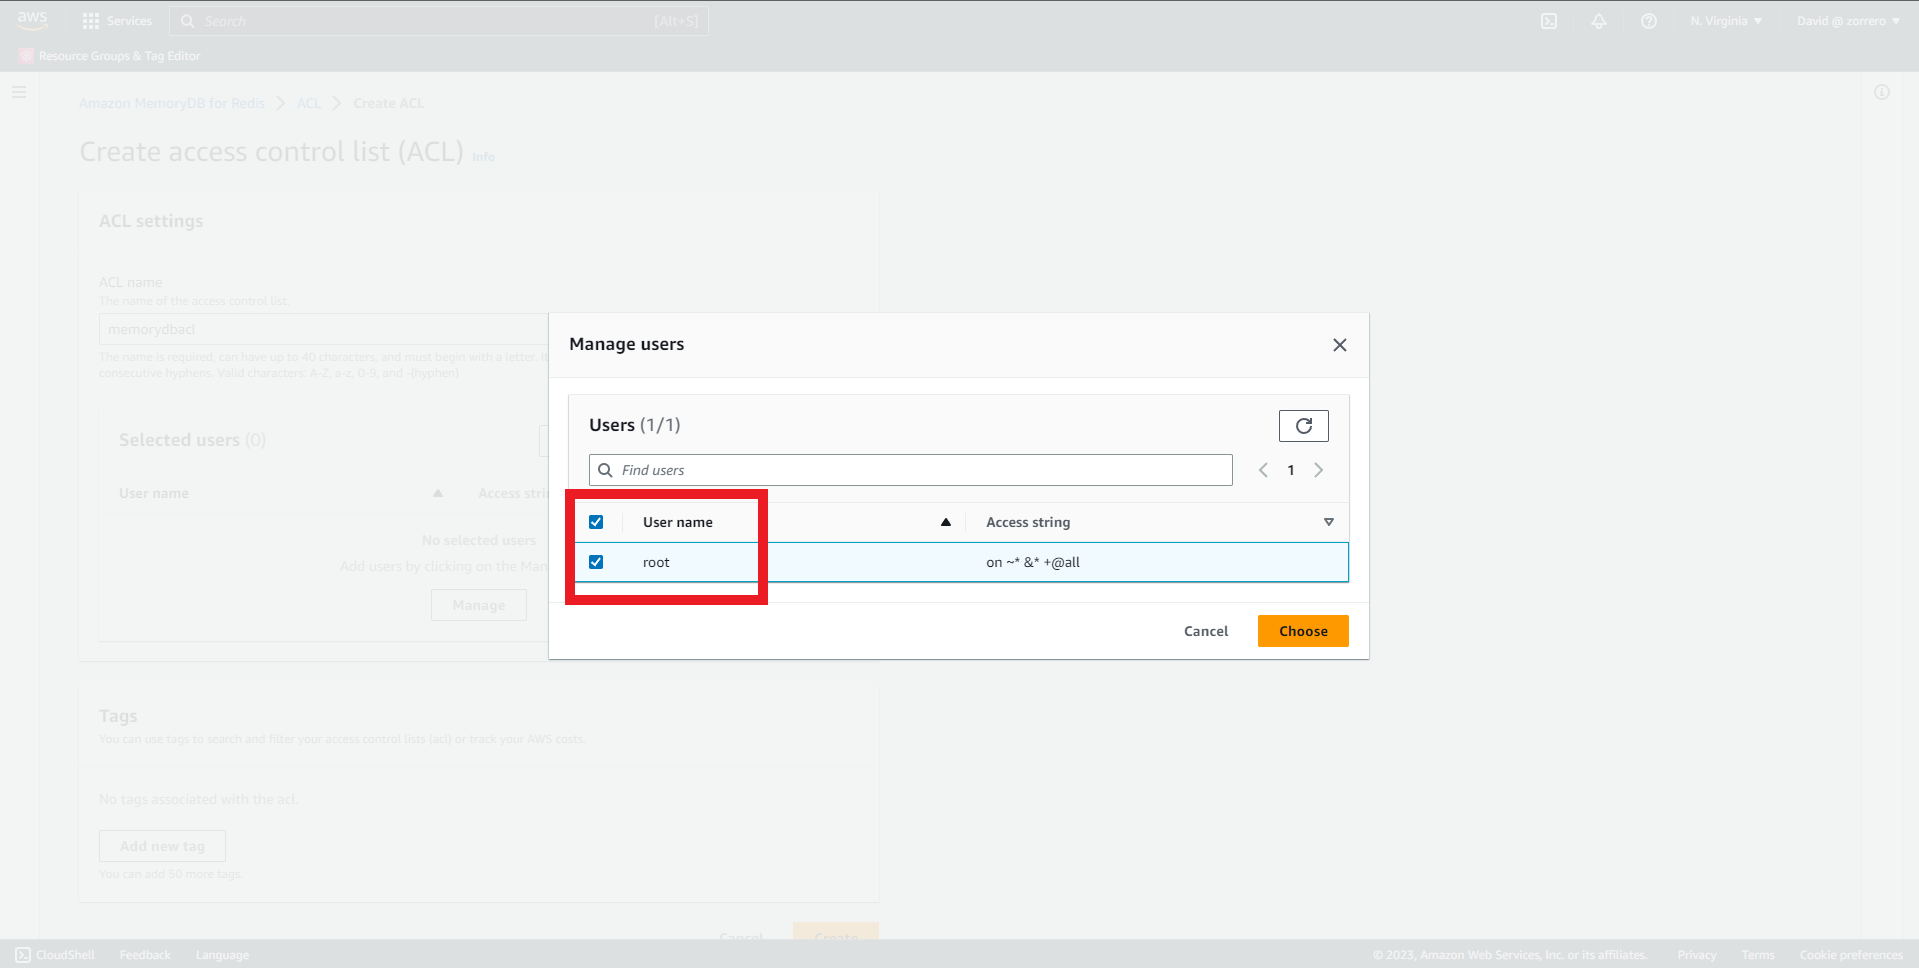 aws
Services
Search
[Alt+S]
N. Virginia
David @ zorrero
Resource Groups & Tag Editor
Amazon MemoryDB for Redis
ACL
Create ACL
Create access control list (ACL) Info
ACL settings
ACL name
The name of the access control list
memorydbacl
The name is required, can have up to 40 characters, and must begin with a letter. It
consecutive hyphens. Valid characters: A-Z, a-z, 0-9, and -(hyphen)
Selected users (0)
User name
Access strin
No selected users
Add users by clicking on the Man
Manage
Manage users
Users (1/1)
Find users
1
User name
Access string
root
on ~* &* +@all
Cancel
Choose
Tags
You can use tags to search and filter your access control lists (acl) or track your AWS costs.
No tags associated with the acl.
Add new tag
You can add 50 more tags.
Cancel
Create
CloudShell
Feedback
Language
© 2023, Amazon Web Services, Inc. or its affiliates.
Privacy
Terms
Cookie preferences